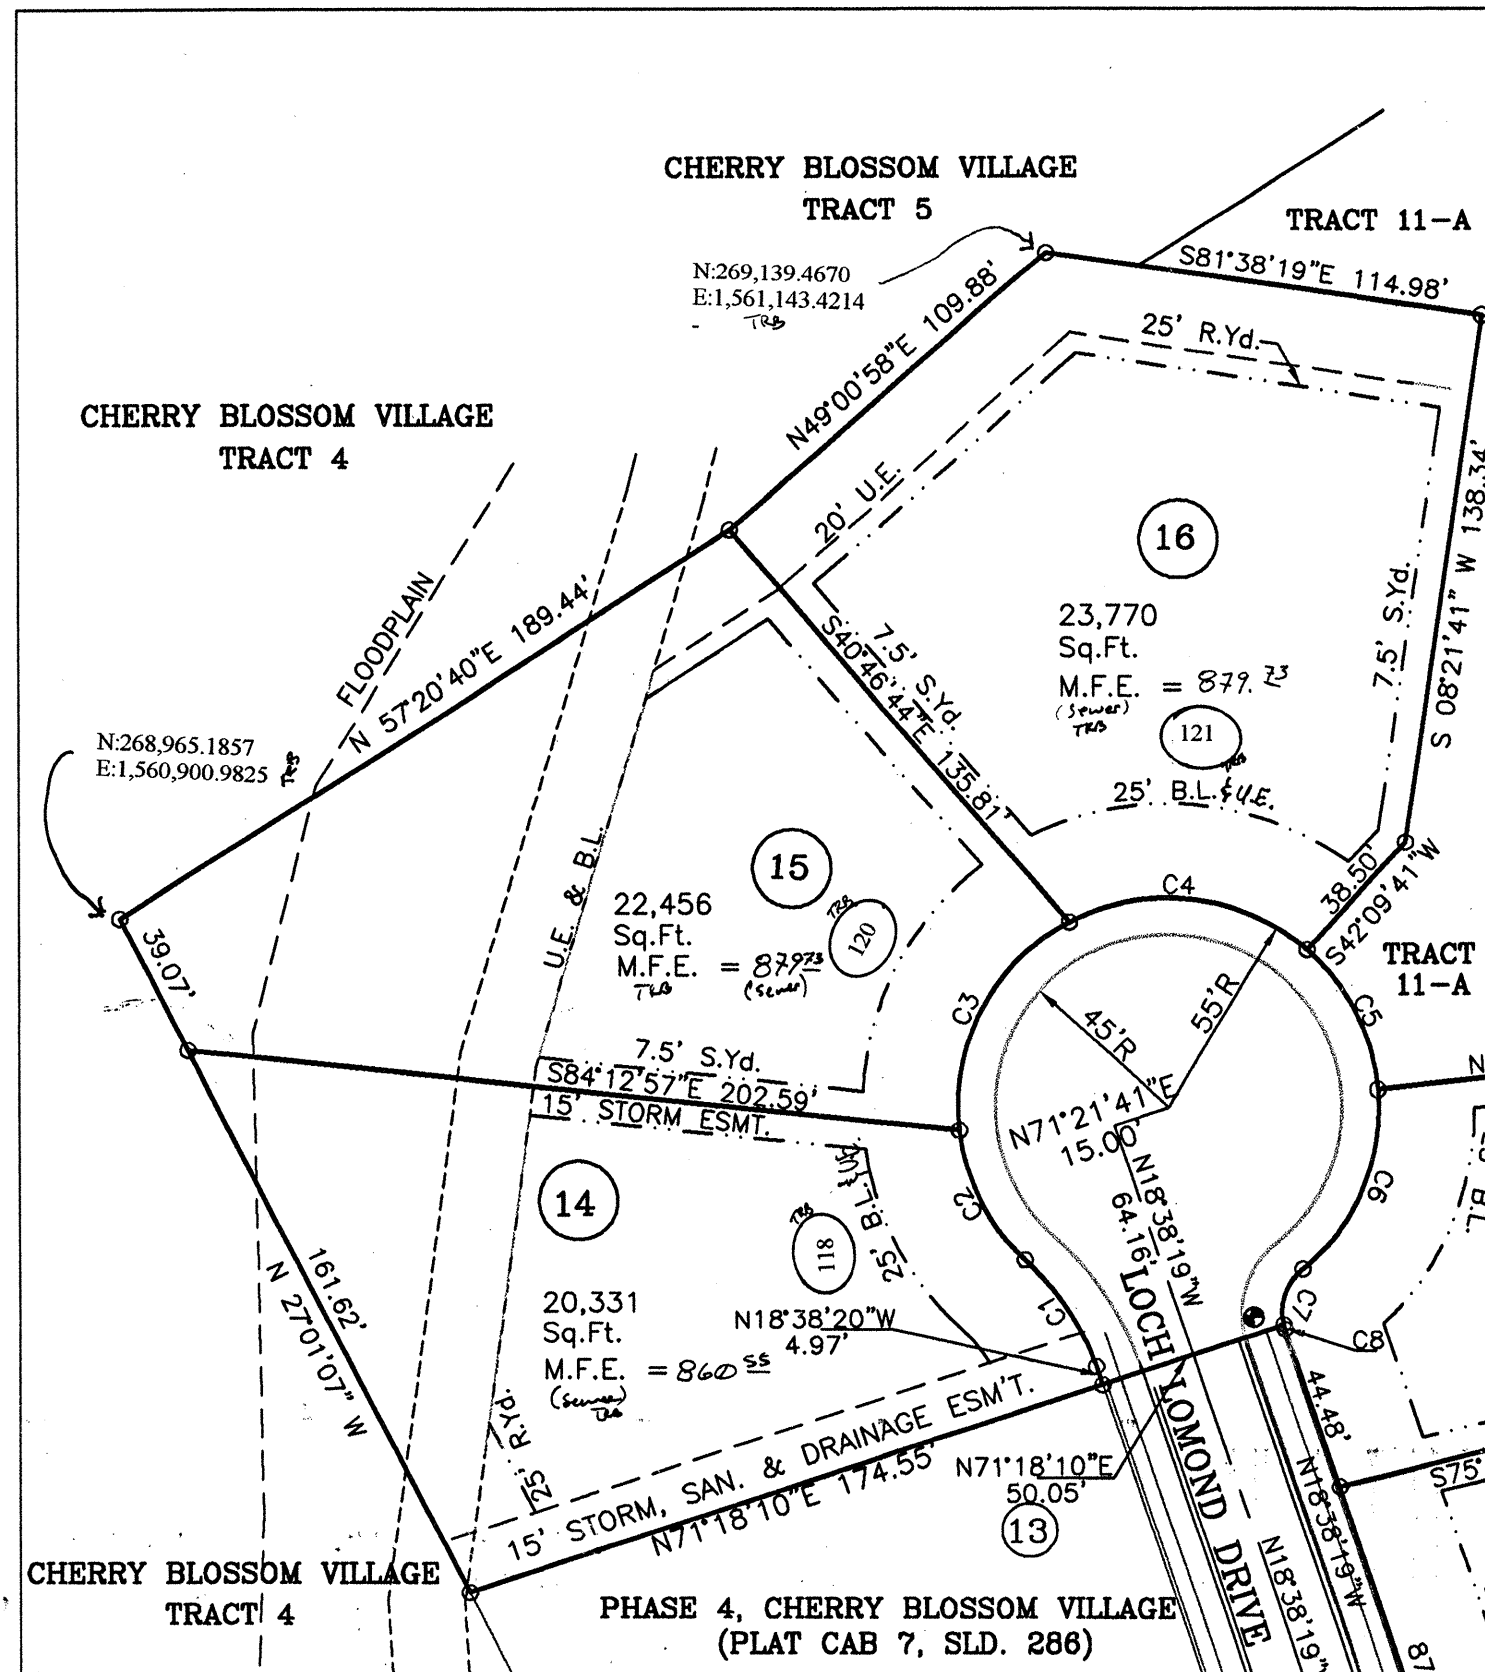 CHERRY BLOSSOM VILLAGE
TRACT 5
TRACT 11-A
N:269,139.4670
E:1,561,143.4214
TRB
S81°38'19"E 114.98'
N49°00'58"E 109.88'
25' R.Yd.
CHERRY BLOSSOM VILLAGE
TRACT 4
20' U.E.
16
23,770
Sq.Ft.
M.F.E. = 879.73
(Sewer)
TRB
121
TRB
25' B.L. & U.E.
7.5' S.Yd.
S 08°21'41" W 138.34'
FLOODPLAIN
N 57°20'40"E 189.44'
7.5' S.Yd.
S40°46'44"E 135.81'
N:268,965.1857
E:1,560,900.9825
TRB
U.E. & B.L.
15
22,456
Sq.Ft.
M.F.E. = 879.73
TRB
(Sewer)
TRB
120
C4
38.50'
S42°09'41"W
TRACT
11-A
39.07'
C3
C5
45'R
55'R
7.5' S.Yd.
S84°12'57"E 202.59'
15' STORM ESMT.
N71°21'41"E
15.00'
N
14
20,331
Sq.Ft.
M.F.E. = 860.55
(Sewer)
TRB
TRB
118
25' B.L. & U.E.
C2
C6
B.L.
N18°38'19"W
64.16'
161.62'
N 27°01'07" W
C1
C7
C8
N18°38'20"W
4.97'
LOCH LOMOND DRIVE
44.48'
N18°38'19"W
25' R.Yd.
15' STORM, SAN. & DRAINAGE ESM'T.
N71°18'10"E 174.55'
N71°18'10"E
50.05'
13
S75°
N18°38'19"
87
CHERRY BLOSSOM VILLAGE
TRACT 4
PHASE 4, CHERRY BLOSSOM VILLAGE
(PLAT CAB 7, SLD. 286)